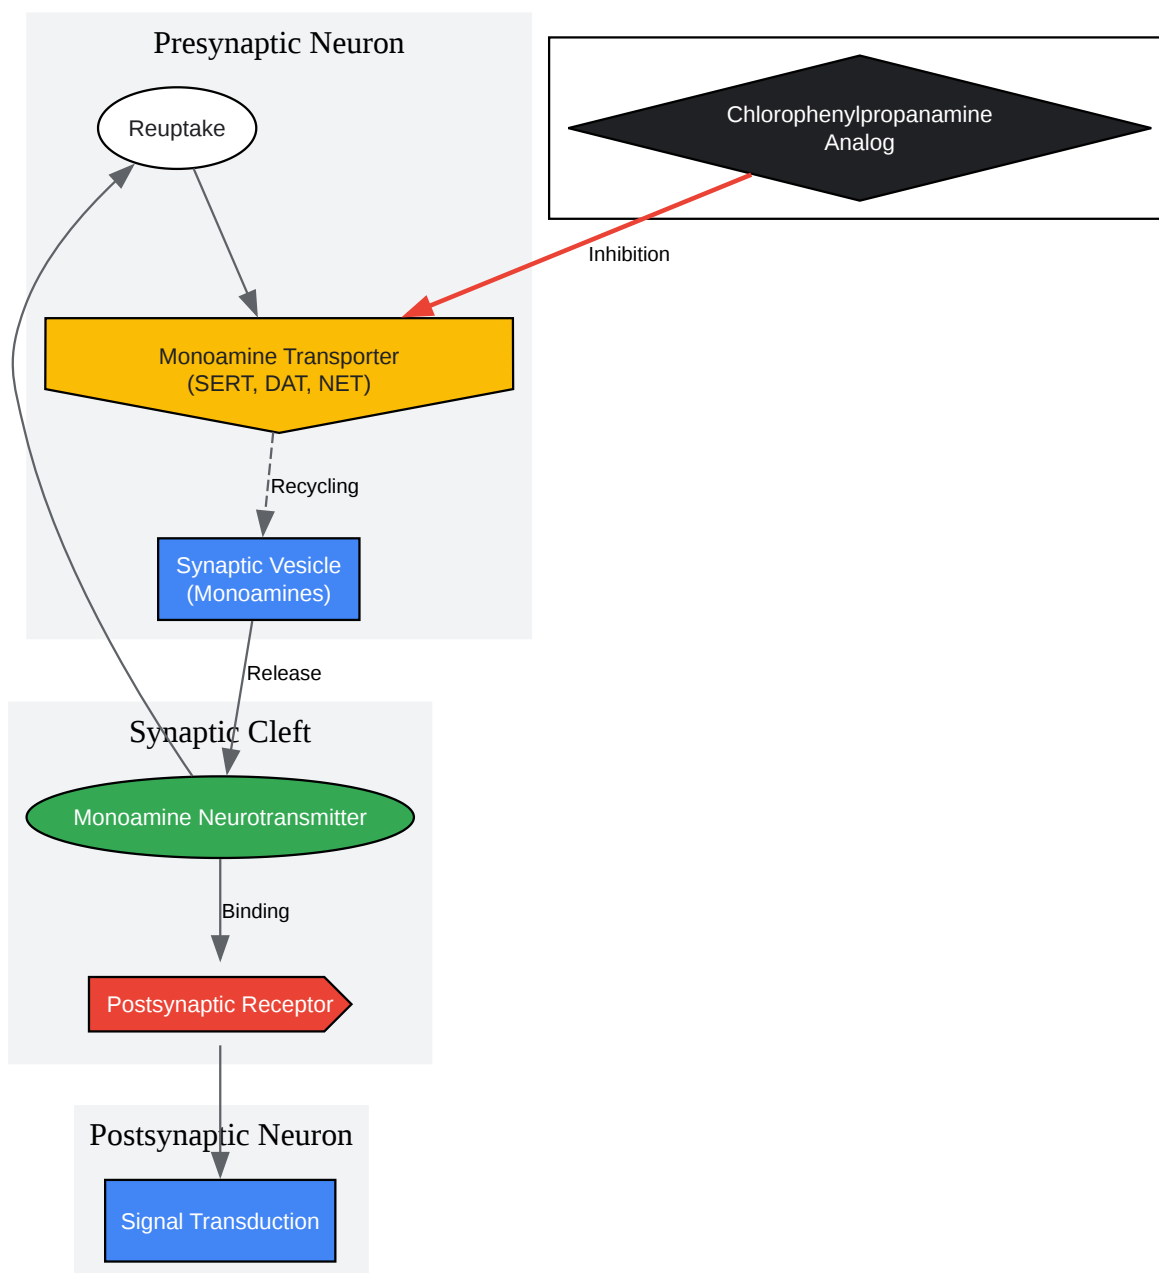 Presynaptic Neuron
Reuptake
Chlorophenylpropanamine
Analog
Inhibition
Monoamine Transporter
(SERT, DAT, NET)
Recycling
Synaptic Vesicle
(Monoamines)
Release
Synaptic Cleft
Monoamine Neurotransmitter
Binding
Postsynaptic Receptor
Postsynaptic Neuron
Signal Transduction